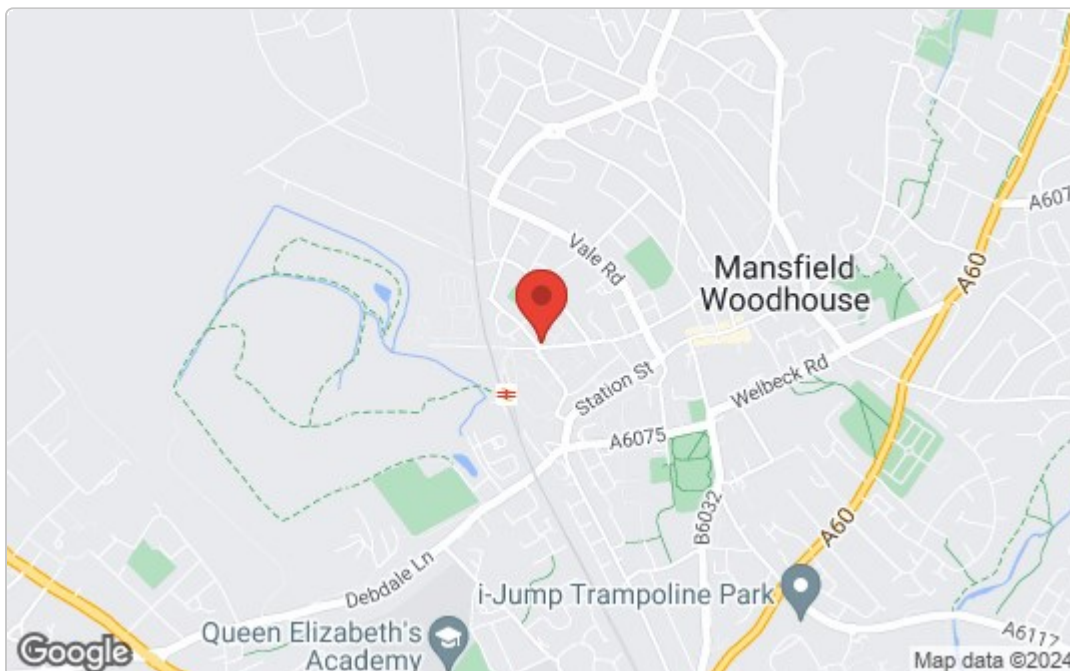 A607
Vale Rd
Mansfield
Woodhouse
A60
Station St
Welbeck Rd
A6075
B6032
A60
Debdale Ln
i-Jump Trampoline Park
Queen Elizabeth's
Academy
A6117
Google
Map data ©2024